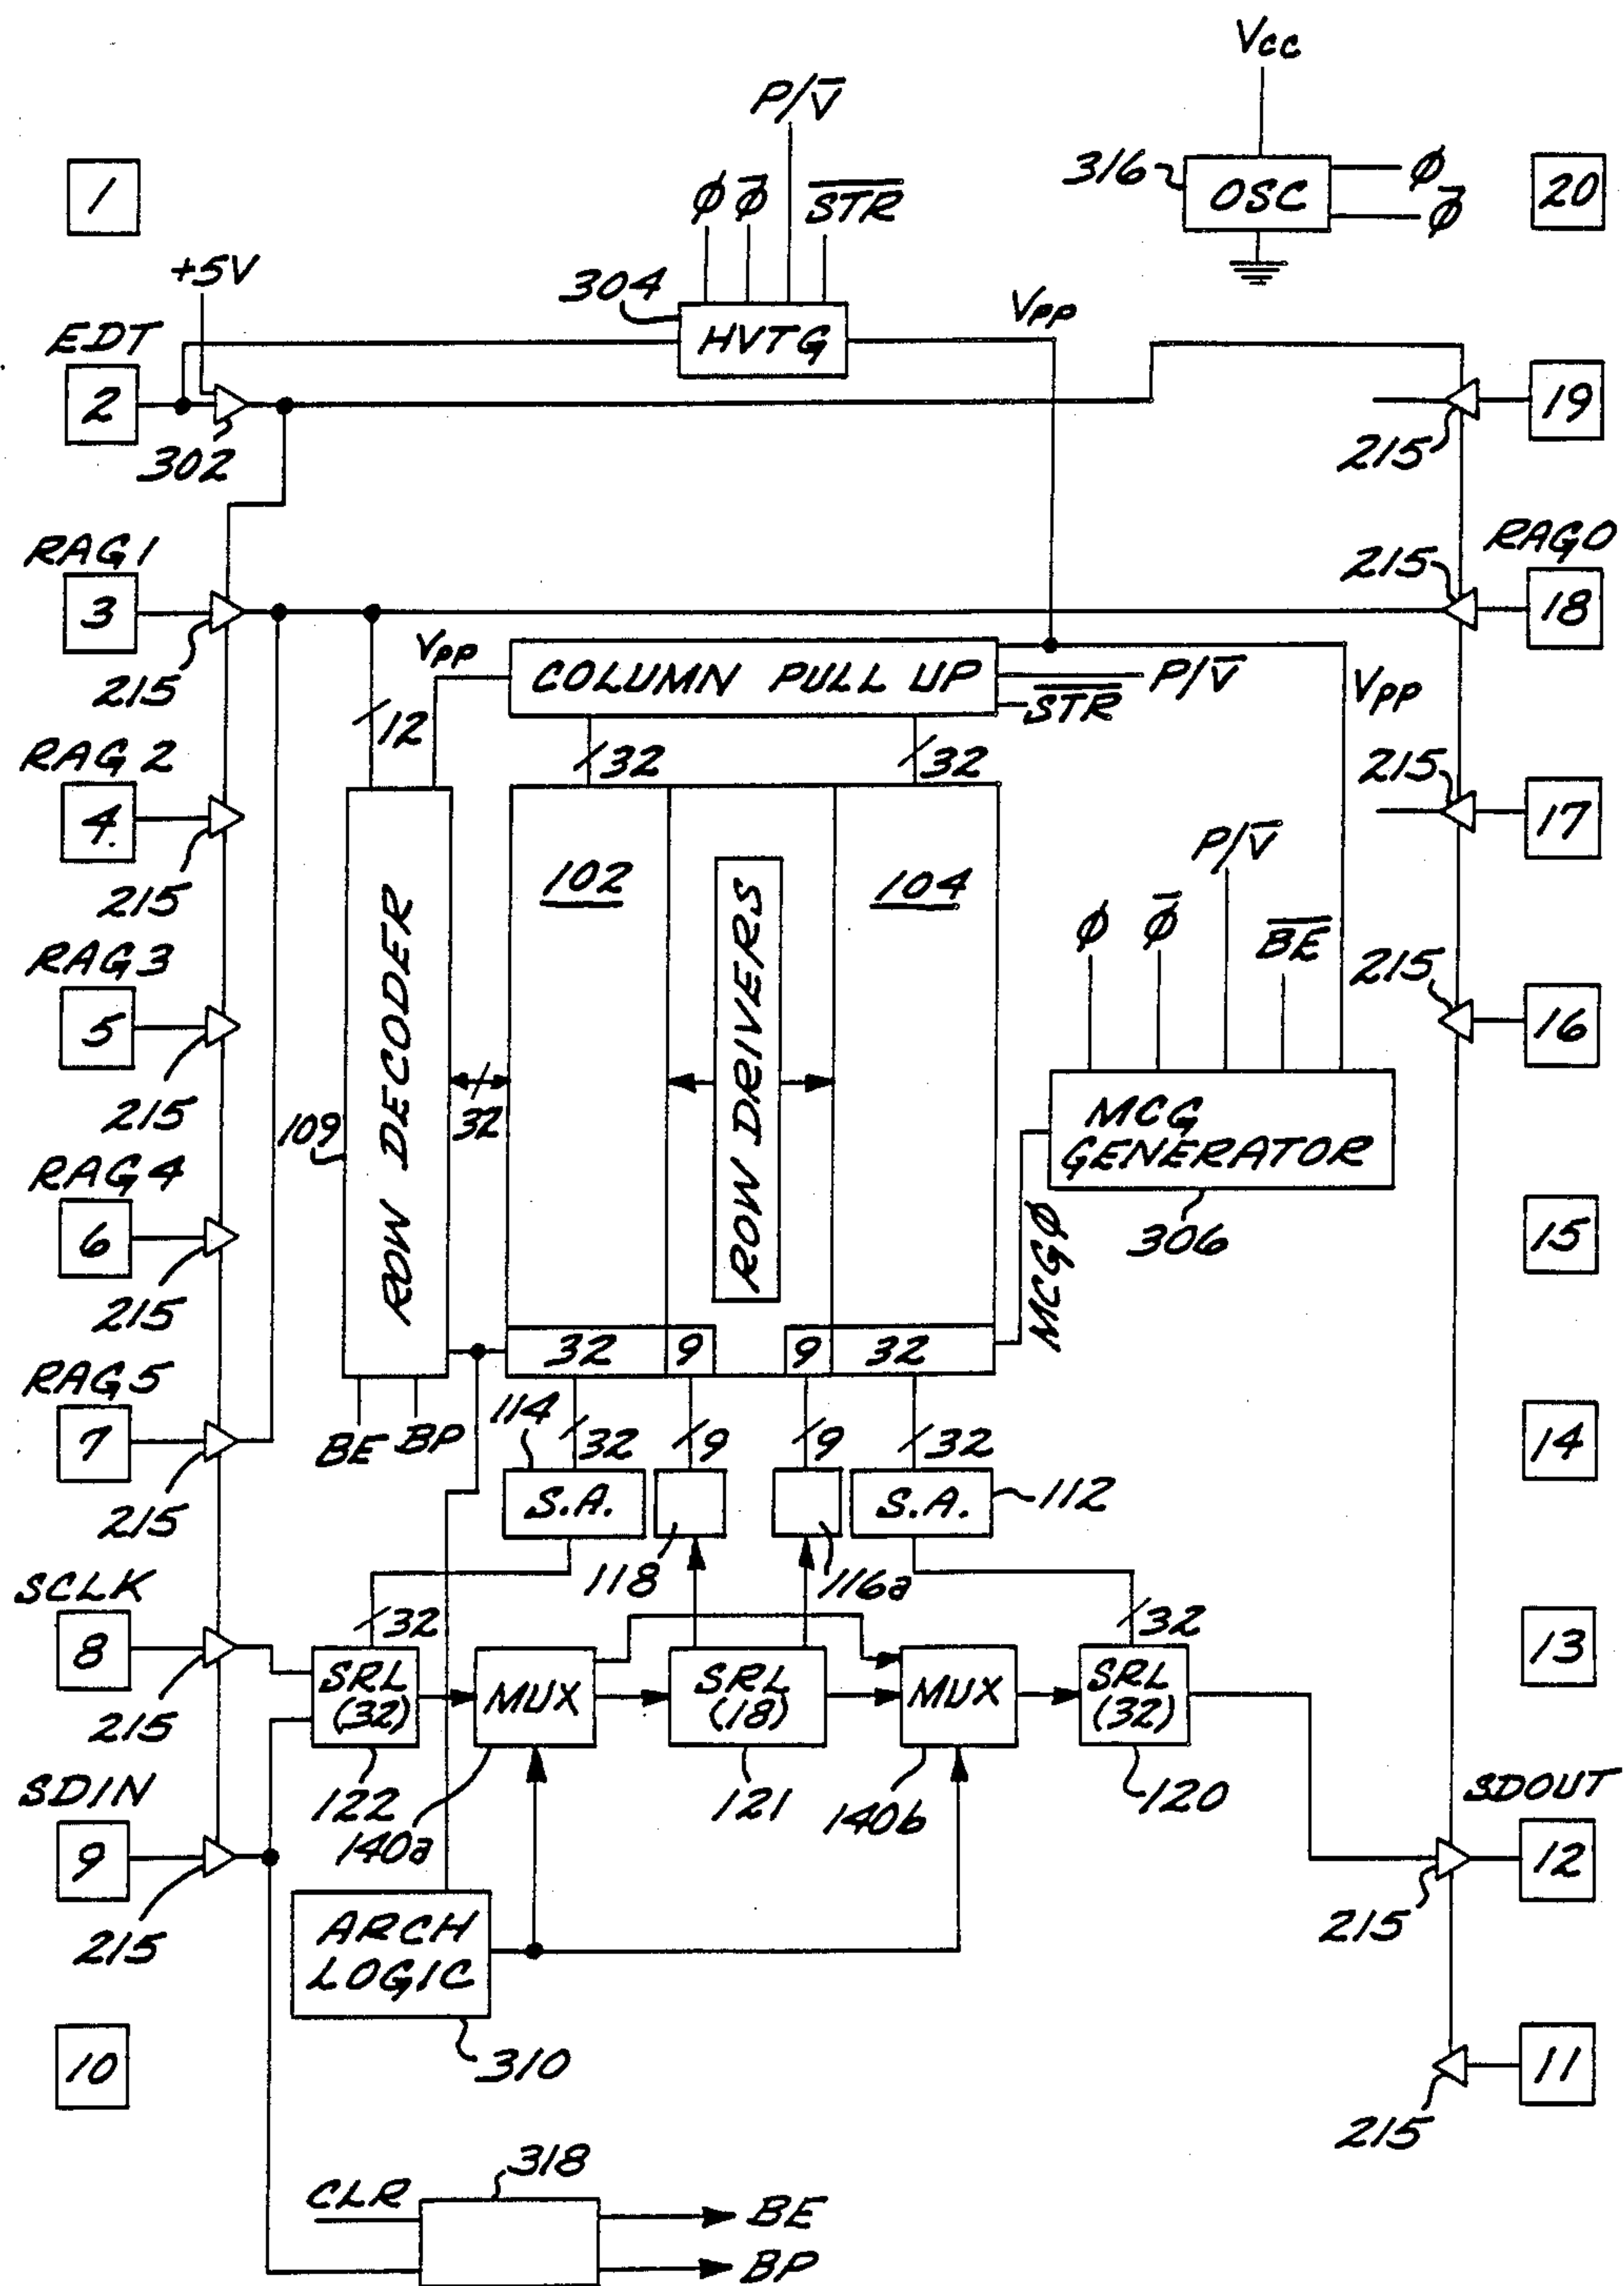 Vcc
P/V̅
316
OSC
φ
φ̅
1
φ φ̅ S̅T̅R̅
20
+5V
304
HVTG
Vpp
EDT
2
302
19
215
RAG1
3
215
RAG0
18
215
Vpp
COLUMN PULL UP
P/V̅
S̅T̅R̅
Vpp
12
32
32
RAG 2
4
215
215
17
102
104
ROW DECODER
ROW DRIVERS
P/V̅
φ φ̅ B̅E̅
RAG3
5
215
215
16
109
32
MCG
GENERATOR
306
MCGφ
RAG4
6
215
15
32 9 9 32
RAG5
7
215
BE BP
114
32 9 9 32
14
S.A.
S.A.
112
118
116a
SCLK
8
215
32
32
13
SRL
(32)
MUX
SRL
(18)
MUX
SRL
(32)
122
140a
121
140b
120
SDIN
9
215
SDOUT
12
215
ARCH
LOGIC
310
10
11
215
318
CLR
BE
BP